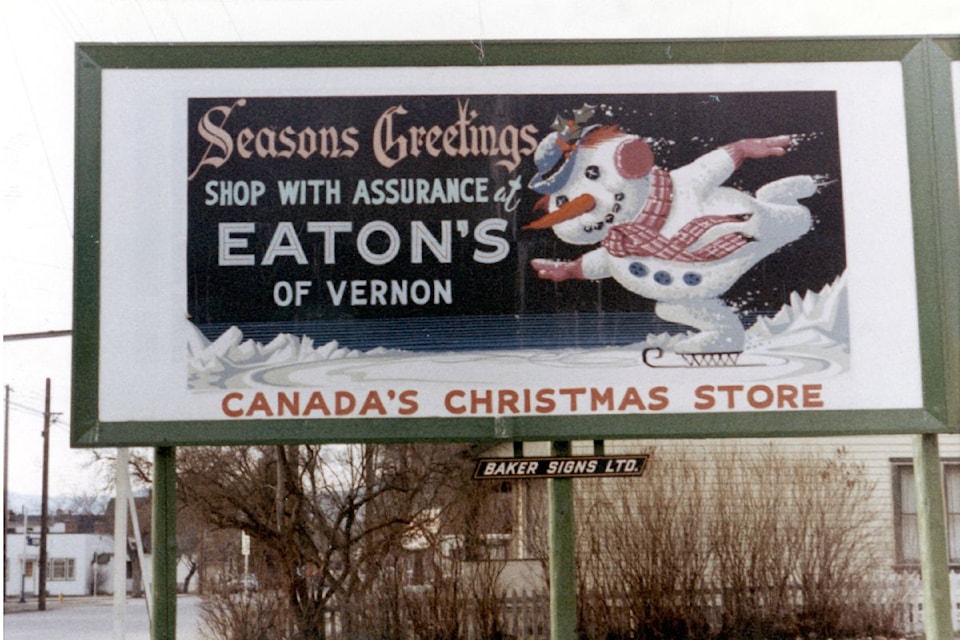 Seasons Greetings
SHOP WITH ASSURANCE at
EATON'S
OF VERNON
CANADA'S CHRISTMAS STORE
BAKER SIGNS LTD.